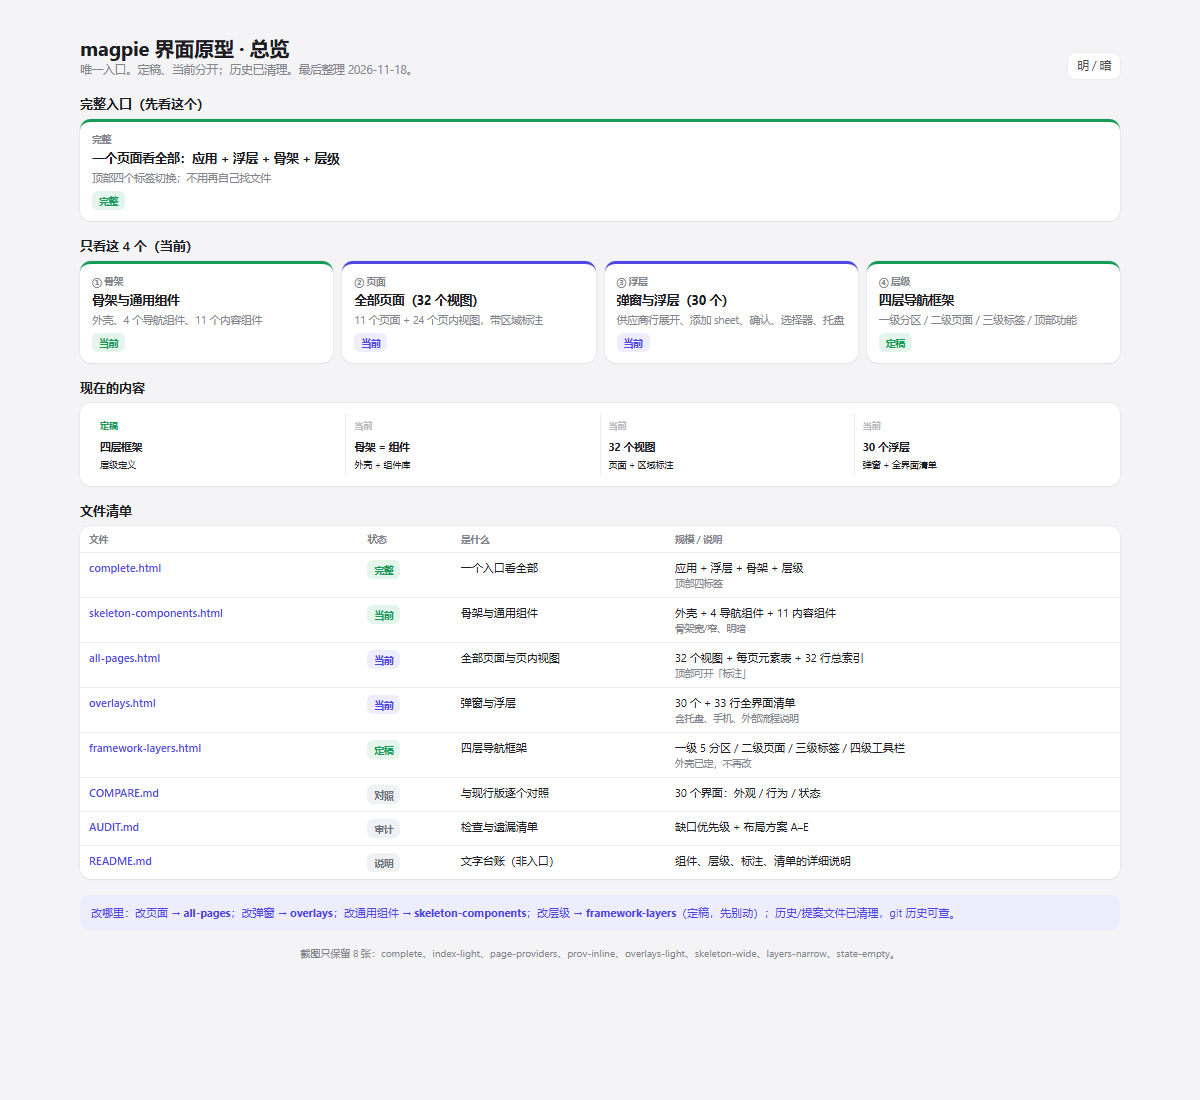 magpie 界面原型 · 总览
唯一入口。定稿、当前分开；历史已清理。最后整理 2026-11-18。
明 / 暗
完整入口（先看这个）
完整
一个页面看全部：应用 + 浮层 + 骨架 + 层级
顶部四个标签切换；不用再自己找文件
完整
只看这 4 个（当前）
① 骨架
骨架与通用组件
外壳、4 个导航组件、11 个内容组件
当前
② 页面
全部页面（32 个视图）
11 个页面 + 24 个页内视图，带区域标注
当前
③ 浮层
弹窗与浮层（30 个）
供应商行展开、添加 sheet、确认、选择器、托盘
当前
④ 层级
四层导航框架
一级分区 / 二级页面 / 三级标签 / 顶部功能
定稿
现在的内容
定稿
四层框架
层级定义
当前
骨架 = 组件
外壳 + 组件库
当前
32 个视图
页面 + 区域标注
当前
30 个浮层
弹窗 + 全界面清单
文件清单
文件 状态 是什么 规模 / 说明
complete.html 完整 一个入口看全部 应用 + 浮层 + 骨架 + 层级
顶部四标签
skeleton-components.html 当前 骨架与通用组件 外壳 + 4 导航组件 + 11 内容组件
骨架宽/窄、明暗
all-pages.html 当前 全部页面与页内视图 32 个视图 + 每页元素表 + 32 行总索引
顶部可开「标注」
overlays.html 当前 弹窗与浮层 30 个 + 33 行全界面清单
含托盘、手机、外部流程说明
framework-layers.html 定稿 四层导航框架 一级 5 分区 / 二级页面 / 三级标签 / 四级工具栏
外壳已定，不再改
COMPARE.md 对照 与现行版逐个对照 30 个界面：外观 / 行为 / 状态
AUDIT.md 审计 检查与遗漏清单 缺口优先级 + 布局方案 A–E
README.md 说明 文字台账（非入口） 组件、层级、标注、清单的详细说明
改哪里：改页面 → all-pages；改弹窗 → overlays；改通用组件 → skeleton-components；改层级 → framework-layers（定稿，先别动）；历史/提案文件已清理，git 历史可查。
截图只保留 8 张：complete、index-light、page-providers、prov-inline、overlays-light、skeleton-wide、layers-narrow、state-empty。